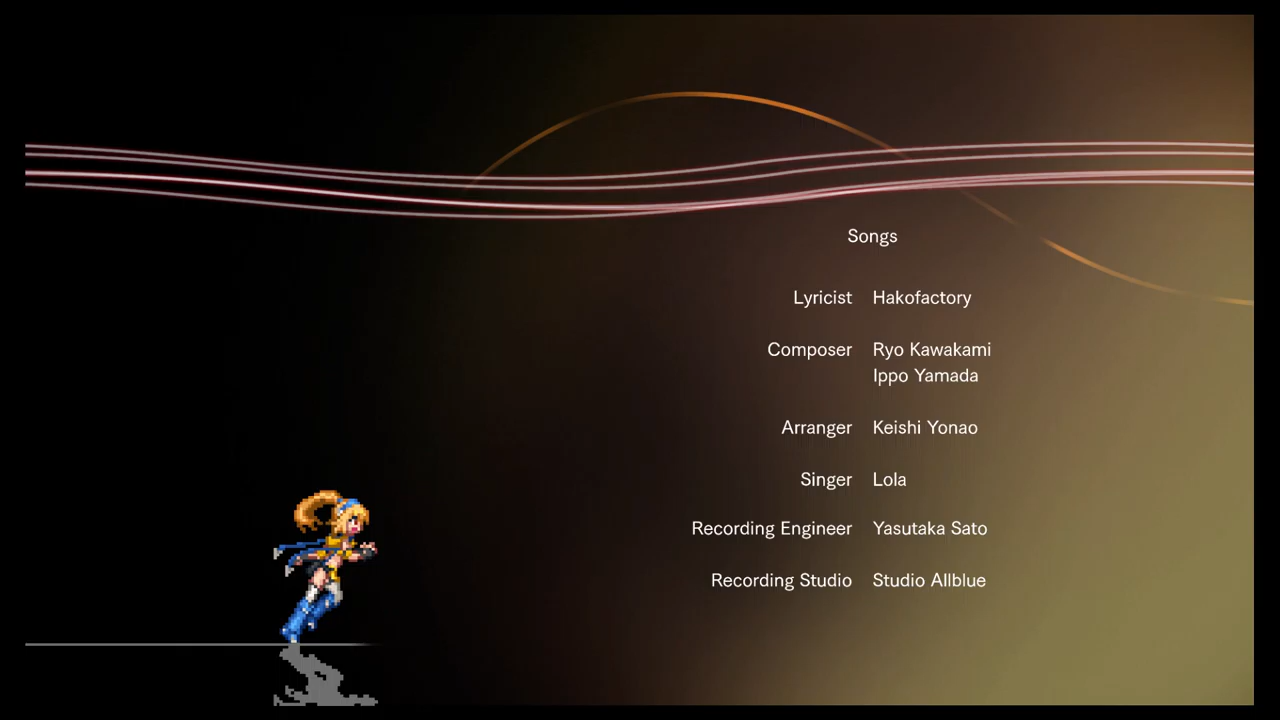 Songs
Lyricist Hakofactory
Composer Ryo Kawakami
Ippo Yamada
Arranger Keishi Yonao
Singer Lola
Recording Engineer Yasutaka Sato
Recording Studio Studio Allblue